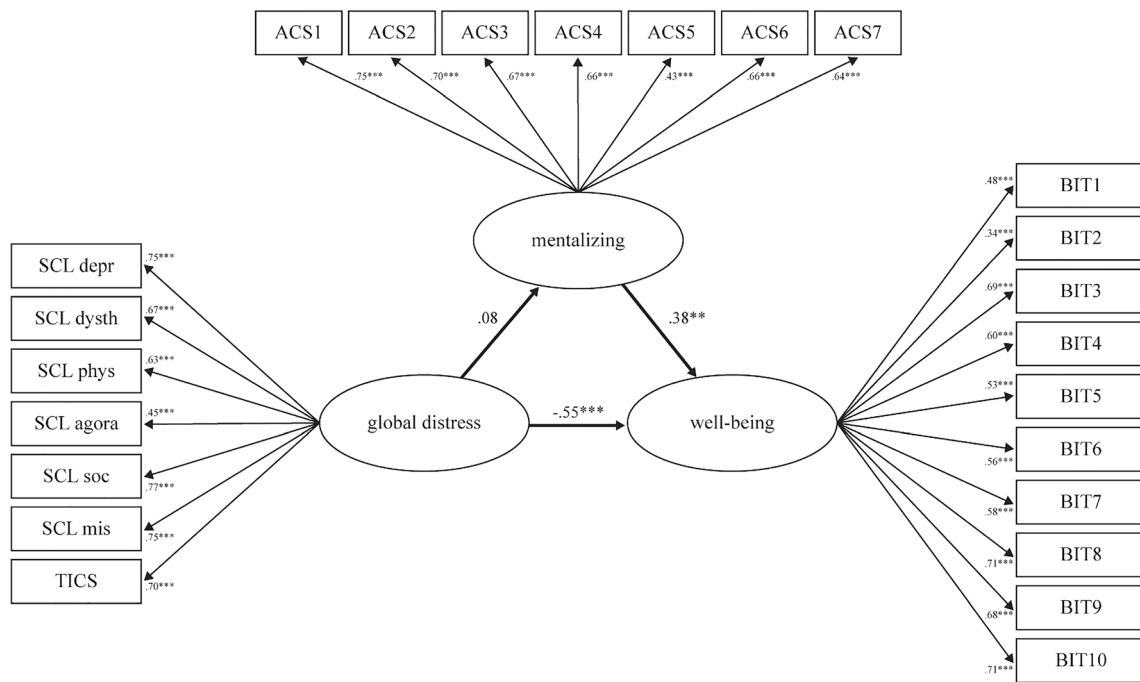 ACS1 ACS2 ACS3 ACS4 ACS5 ACS6 ACS7
.75*** .70*** .67*** .66*** .43*** .66*** .64***
mentalizing
.08
.38**
global distress
-.55***
well-being
SCL depr
.75***
SCL dysth
.67***
SCL phys
.63***
SCL agora
.45***
SCL soc
.77***
SCL mis
.75***
TICS
.70***
.48***
BIT1
.34***
BIT2
.69***
BIT3
.60***
BIT4
.53***
BIT5
.56***
BIT6
.58***
BIT7
.71***
BIT8
.68***
BIT9
.71***
BIT10